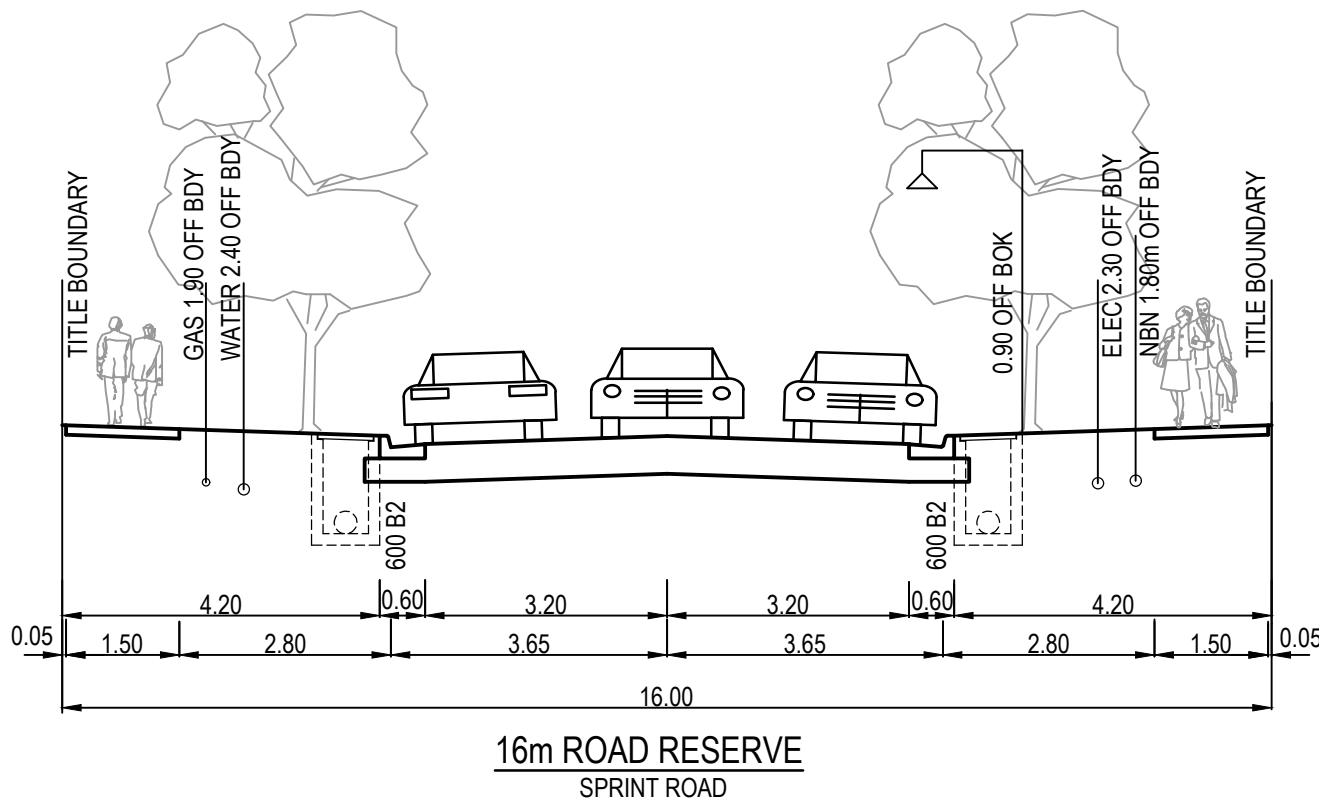 TITLE BOUNDARY
GAS 1.90 OFF BDY
WATER 2.40 OFF BDY
0.90 OFF BOK
ELEC 2.30 OFF BDY
NBN 1.80m OFF BDY
TITLE BOUNDARY
600 B2
600 B2
4.20 0.60 3.20 3.20 0.60 4.20
0.05 1.50 2.80 3.65 3.65 2.80 1.50 0.05
16.00
16m ROAD RESERVE
SPRINT ROAD